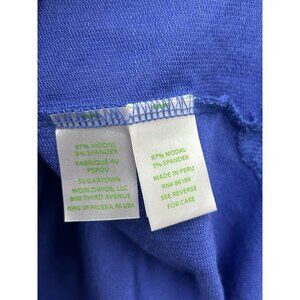 97% MODAL
3% SPANDEX
FABRIQUÉ AU
PEROU
SUGARTOWN
WORLDWIDE, LLC
800 THIRD AVENUE
KING OF PRUSSIA, PA USA
97% MODAL
3% SPANDEX
MADE IN PERU
RN# 98189
SEE REVERSE
FOR CARE